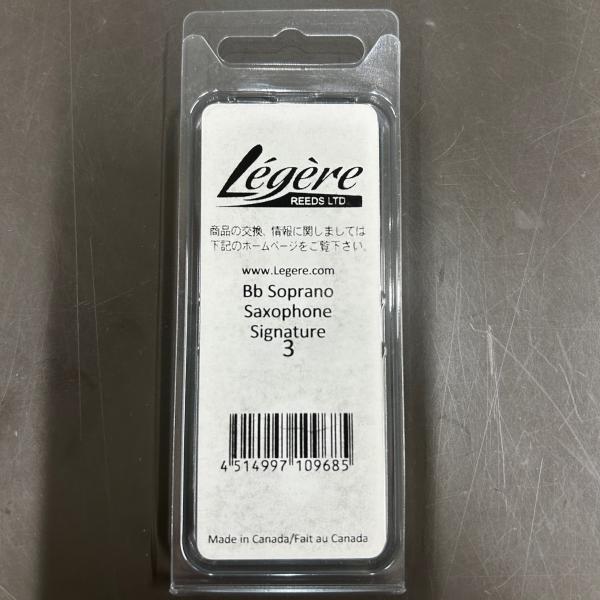 Légère
REEDS LTD
商品の交換、情報に関しましては
下記のホームページをご覧下さい。
www.Legere.com
Bb Soprano
Saxophone
Signature
3
4 514997 109685
Made in Canada/Fait au Canada